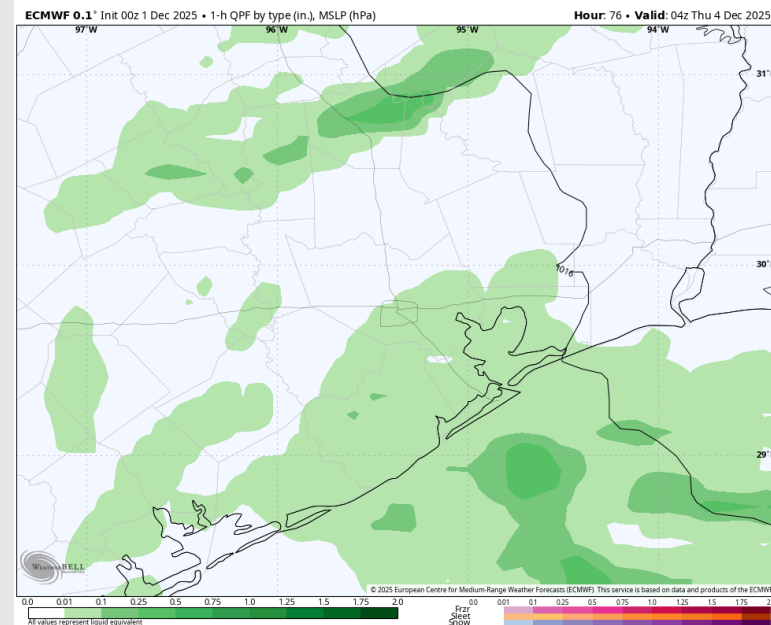 ECMWF 0.1° Init 00z 1 Dec 2025 • 1-h QPF by type (in.), MSLP (hPa)
Hour: 76 • Valid: 04z Thu 4 Dec 2025
97°W 96°W 95°W 94°W
31°
30°
1016
29°
WEATHERBELL
© 2025 European Centre for Medium-Range Weather Forecasts (ECMWF). This service is based on data and products of the ECMWF
0.0 0.01 0.1 0.25 0.5 0.75 1.0 1.25 1.5 1.75 2.0
0.0 0.01 0.1 0.25 0.5 0.75 1.0 1.25 1.5 1.75 2.
Frzr
Sleet
Snow
All values represent liquid equivalent